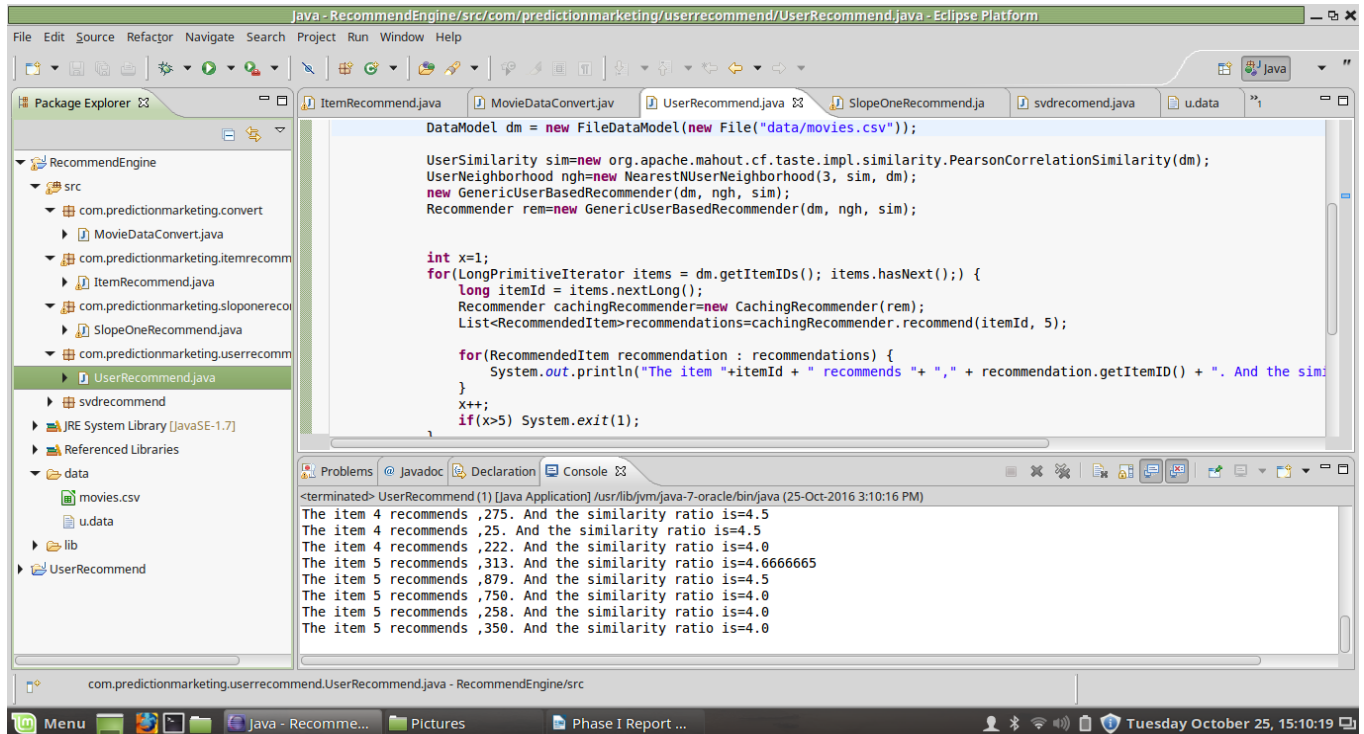 Java - RecommendEngine/src/com/predictionmarketing/userrecommend/UserRecommend.java - Eclipse Platform
File Edit Source Refactor Navigate Search Project Run Window Help
Java
"
Package Explorer
RecommendEngine
src
com.predictionmarketing.convert
MovieDataConvert.java
com.predictionmarketing.itemrecomm
ItemRecommend.java
com.predictionmarketing.sloponereco
SlopeOneRecommend.java
com.predictionmarketing.userrecomm
UserRecommend.java
svdrecommend
JRE System Library [JavaSE-1.7]
Referenced Libraries
data
movies.csv
u.data
lib
UserRecommend
ItemRecommend.java MovieDataConvert.jav UserRecommend.java SlopeOneRecommend.ja svdrecomend.java u.data »1
DataModel dm = new FileDataModel(new File("data/movies.csv"));
UserSimilarity sim=new org.apache.mahout.cf.taste.impl.similarity.PearsonCorrelationSimilarity(dm);
UserNeighborhood ngh=new NearestNUserNeighborhood(3, sim, dm);
new GenericUserBasedRecommender(dm, ngh, sim);
Recommender rem=new GenericUserBasedRecommender(dm, ngh, sim);
int x=1;
for(LongPrimitiveIterator items = dm.getItemIDs(); items.hasNext();) {
long itemId = items.nextLong();
Recommender cachingRecommender=new CachingRecommender(rem);
List<RecommendedItem>recommendations=cachingRecommender.recommend(itemId, 5);
for(RecommendedItem recommendation : recommendations) {
System.out.println("The item "+itemId + " recommends "+ "," + recommendation.getItemID() + ". And the simi
}
x++;
if(x>5) System.exit(1);
}
Problems @ Javadoc Declaration Console
<terminated> UserRecommend (1) [Java Application] /usr/lib/jvm/java-7-oracle/bin/java (25-Oct-2016 3:10:16 PM)
The item 4 recommends ,275. And the similarity ratio is=4.5
The item 4 recommends ,25. And the similarity ratio is=4.5
The item 4 recommends ,222. And the similarity ratio is=4.0
The item 5 recommends ,313. And the similarity ratio is=4.6666665
The item 5 recommends ,879. And the similarity ratio is=4.5
The item 5 recommends ,750. And the similarity ratio is=4.0
The item 5 recommends ,258. And the similarity ratio is=4.0
The item 5 recommends ,350. And the similarity ratio is=4.0
com.predictionmarketing.userrecommend.UserRecommend.java - RecommendEngine/src
Menu Java - Recomme... Pictures Phase I Report ... Tuesday October 25, 15:10:19